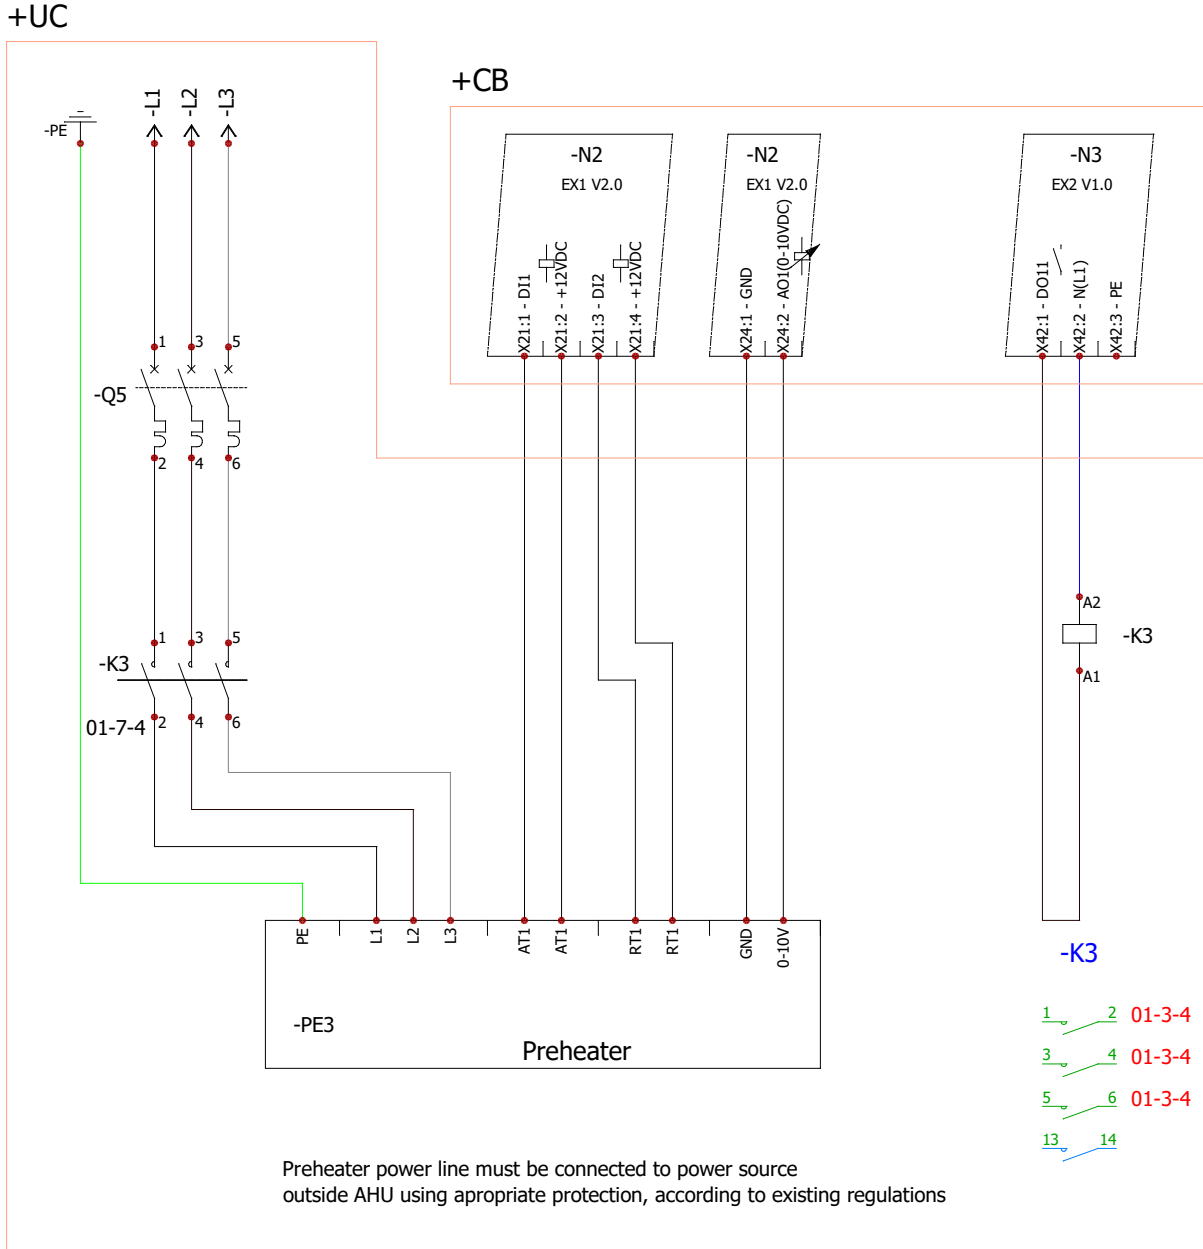 +UC
+CB
-PE
-L1
-L2
-L3
-N2
EX1 V2.0
X21:1 - DI1
X21:2 - +12VDC
X21:3 - DI2
X21:4 - +12VDC
-N2
EX1 V2.0
X24:1 - GND
X24:2 - AO1(0-10VDC)
-N3
EX2 V1.0
X42:1 - DO11
X42:2 - N(L1)
X42:3 - PE
1
3
5
-Q5
2
4
6
1
3
5
-K3
01-7-4
2
4
6
A2
-K3
A1
PE
L1
L2
L3
AT1
AT1
RT1
RT1
GND
0-10V
-PE3
Preheater
-K3
1 2 01-3-4
3 4 01-3-4
5 6 01-3-4
13 14
Preheater power line must be connected to power source
outside AHU using apropriate protection, according to existing regulations